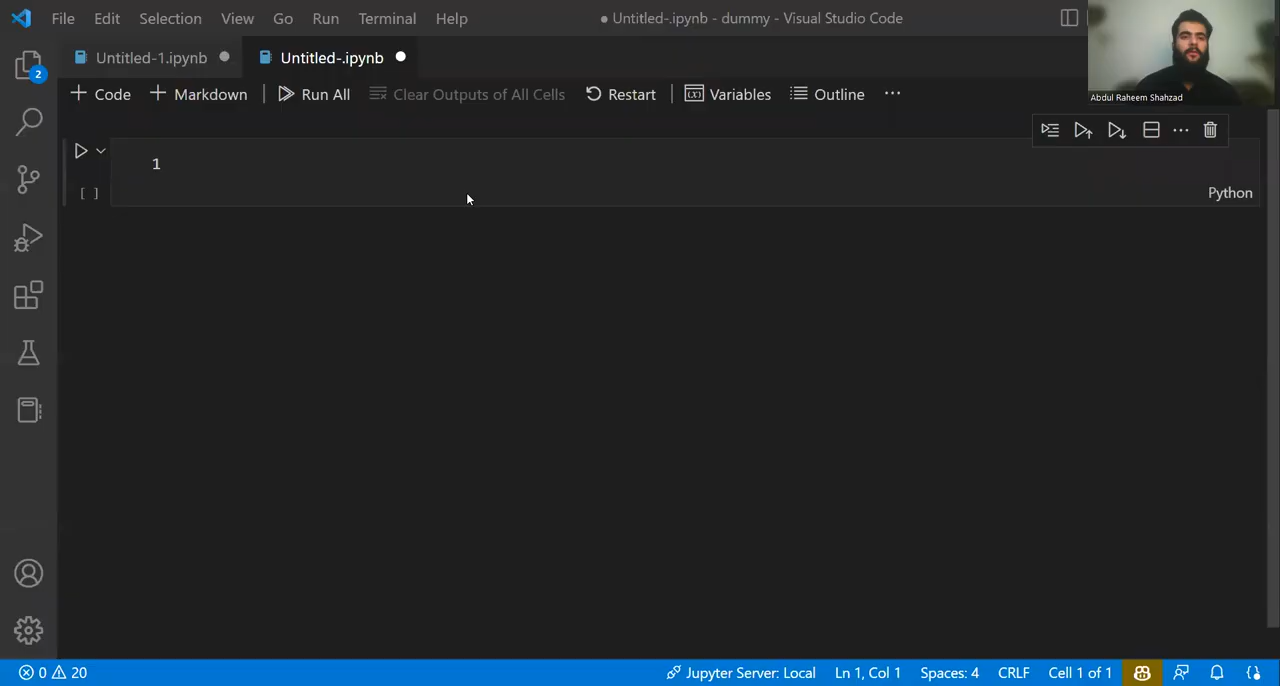 File Edit Selection View Go Run Terminal Help ● Untitled-.ipynb - dummy - Visual Studio Code
Untitled-1.ipynb Untitled-.ipynb
2
Code Markdown Run All Clear Outputs of All Cells Restart Variables Outline ...
Abdul Raheem Shahzad
1
[ ]
Python
0 20 Jupyter Server: Local Ln 1, Col 1 Spaces: 4 CRLF Cell 1 of 1